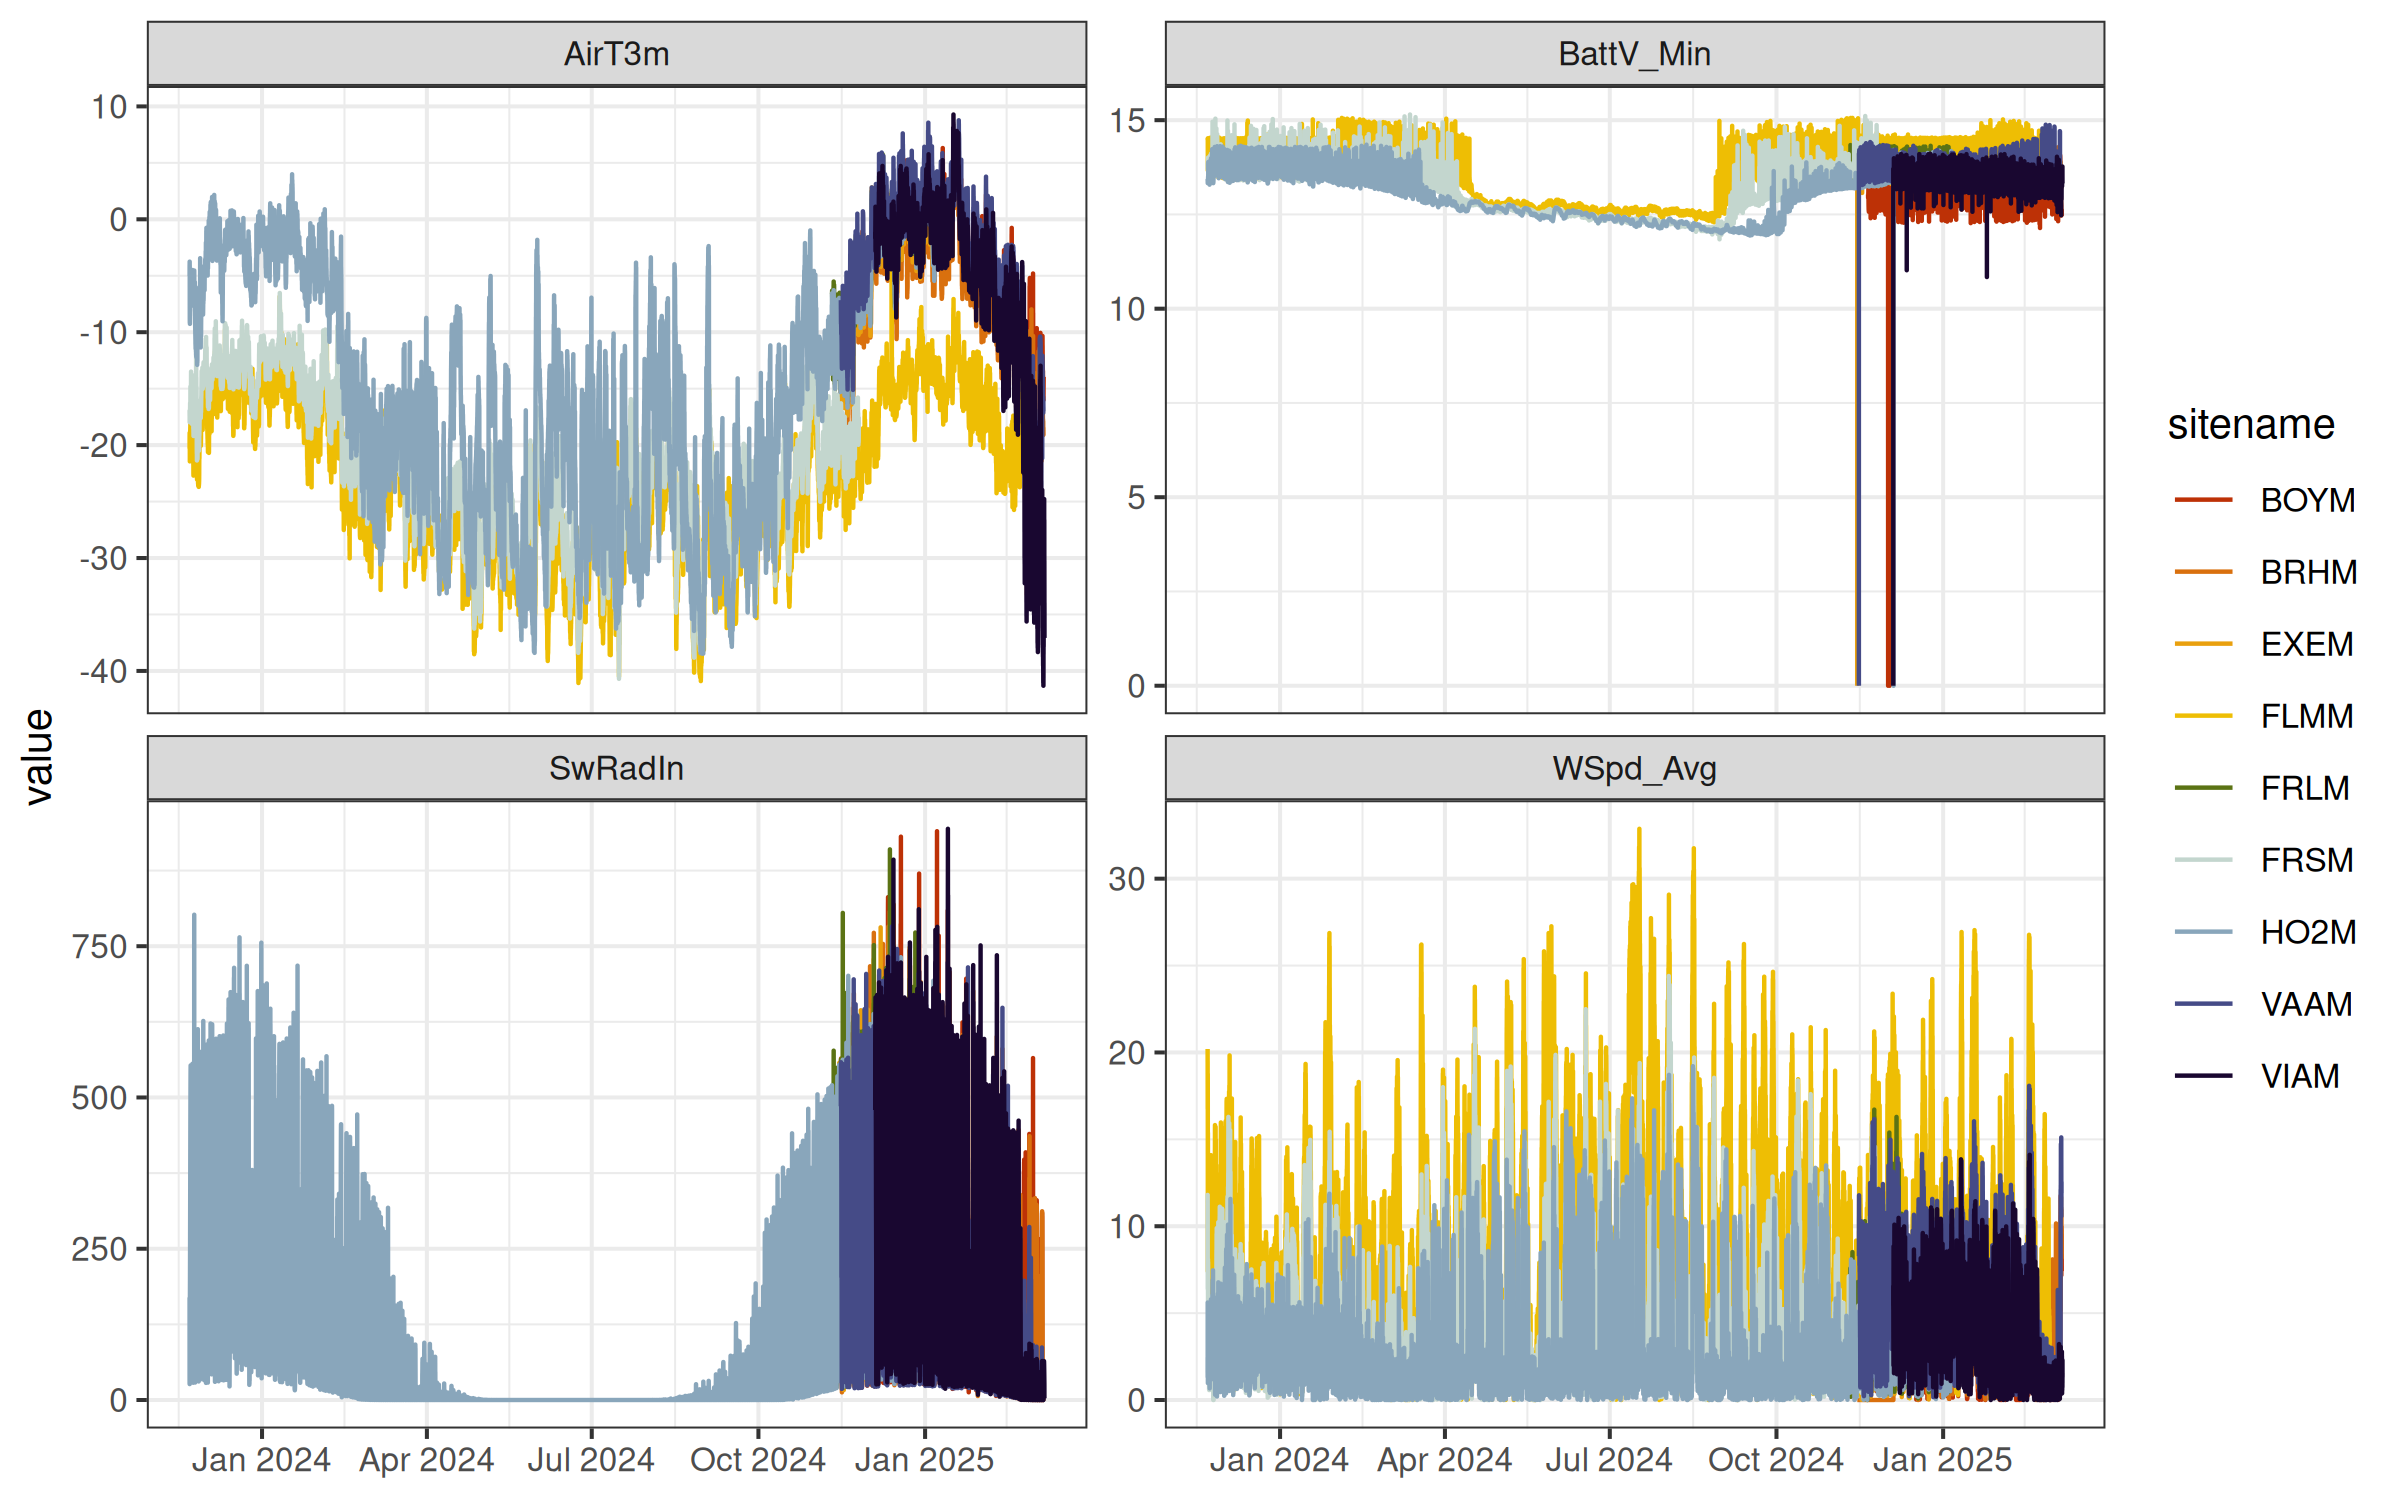 AirT3m
BattV_Min
10
0
-10
-20
-30
-40
15
10
5
0
value
SwRadIn
WSpd_Avg
750
500
250
0
30
20
10
0
Jan 2024 Apr 2024 Jul 2024 Oct 2024 Jan 2025
Jan 2024 Apr 2024 Jul 2024 Oct 2024 Jan 2025
sitename
BOYM
BRHM
EXEM
FLMM
FRLM
FRSM
HO2M
VAAM
VIAM